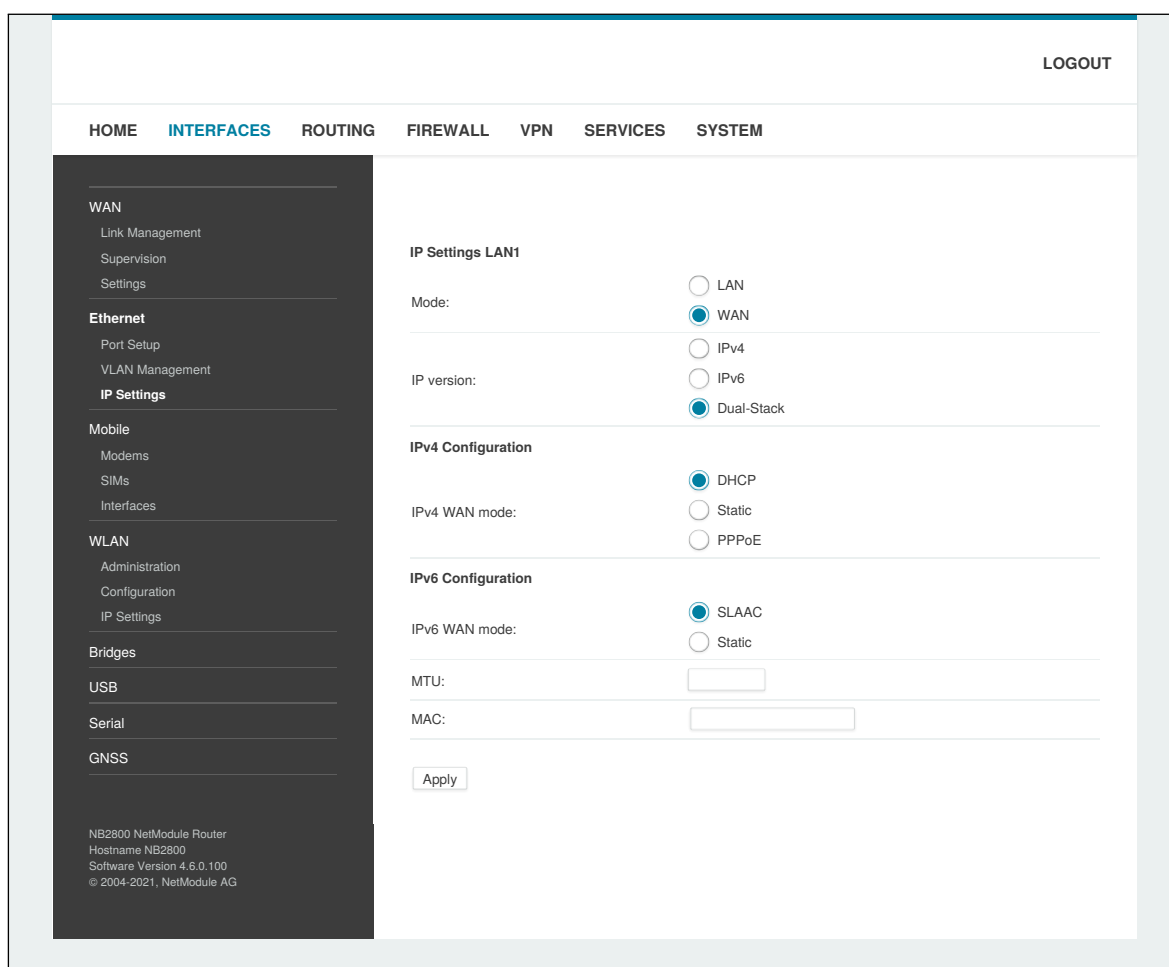 LOGOUT
HOME INTERFACES ROUTING FIREWALL VPN SERVICES SYSTEM
WAN
Link Management
Supervision
Settings
Ethernet
Port Setup
VLAN Management
IP Settings
Mobile
Modems
SIMs
Interfaces
WLAN
Administration
Configuration
IP Settings
Bridges
USB
Serial
GNSS
NB2800 NetModule Router
Hostname NB2800
Software Version 4.6.0.100
© 2004-2021, NetModule AG
IP Settings LAN1
Mode:
LAN
WAN
IP version:
IPv4
IPv6
Dual-Stack
IPv4 Configuration
IPv4 WAN mode:
DHCP
Static
PPPoE
IPv6 Configuration
IPv6 WAN mode:
SLAAC
Static
MTU:
MAC:
Apply